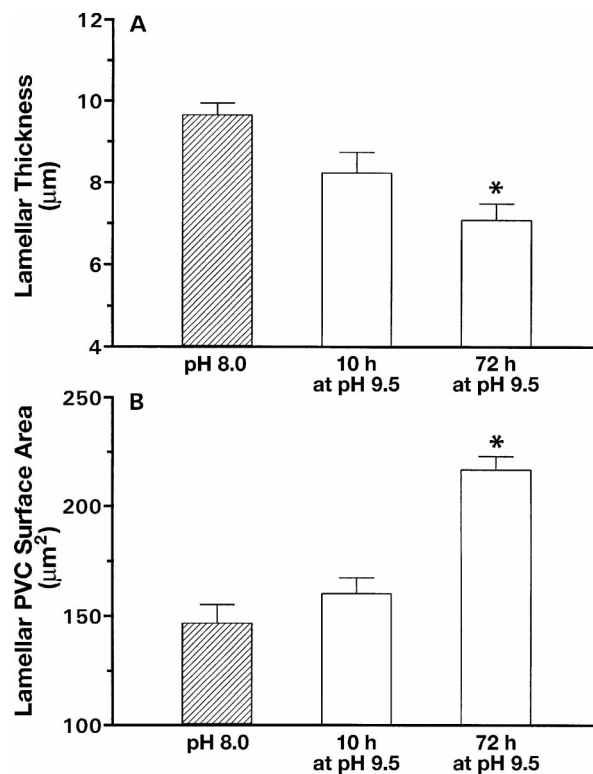 A
Lamellar Thickness
(μm)
12
10
8
6
4
*
pH 8.0
10 h
at pH 9.5
72 h
at pH 9.5
B
Lamellar PVC Surface Area
(μm²)
250
200
150
100
*
pH 8.0
10 h
at pH 9.5
72 h
at pH 9.5